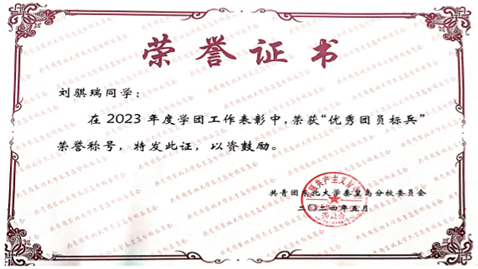 荣誉证书
刘骐瑞同学：
在2023年度学团工作表彰中，荣获“优秀团员标兵”
荣誉称号，特发此证，以资鼓励。
共青团东北大学秦皇岛分校委员会
二〇二四年五月